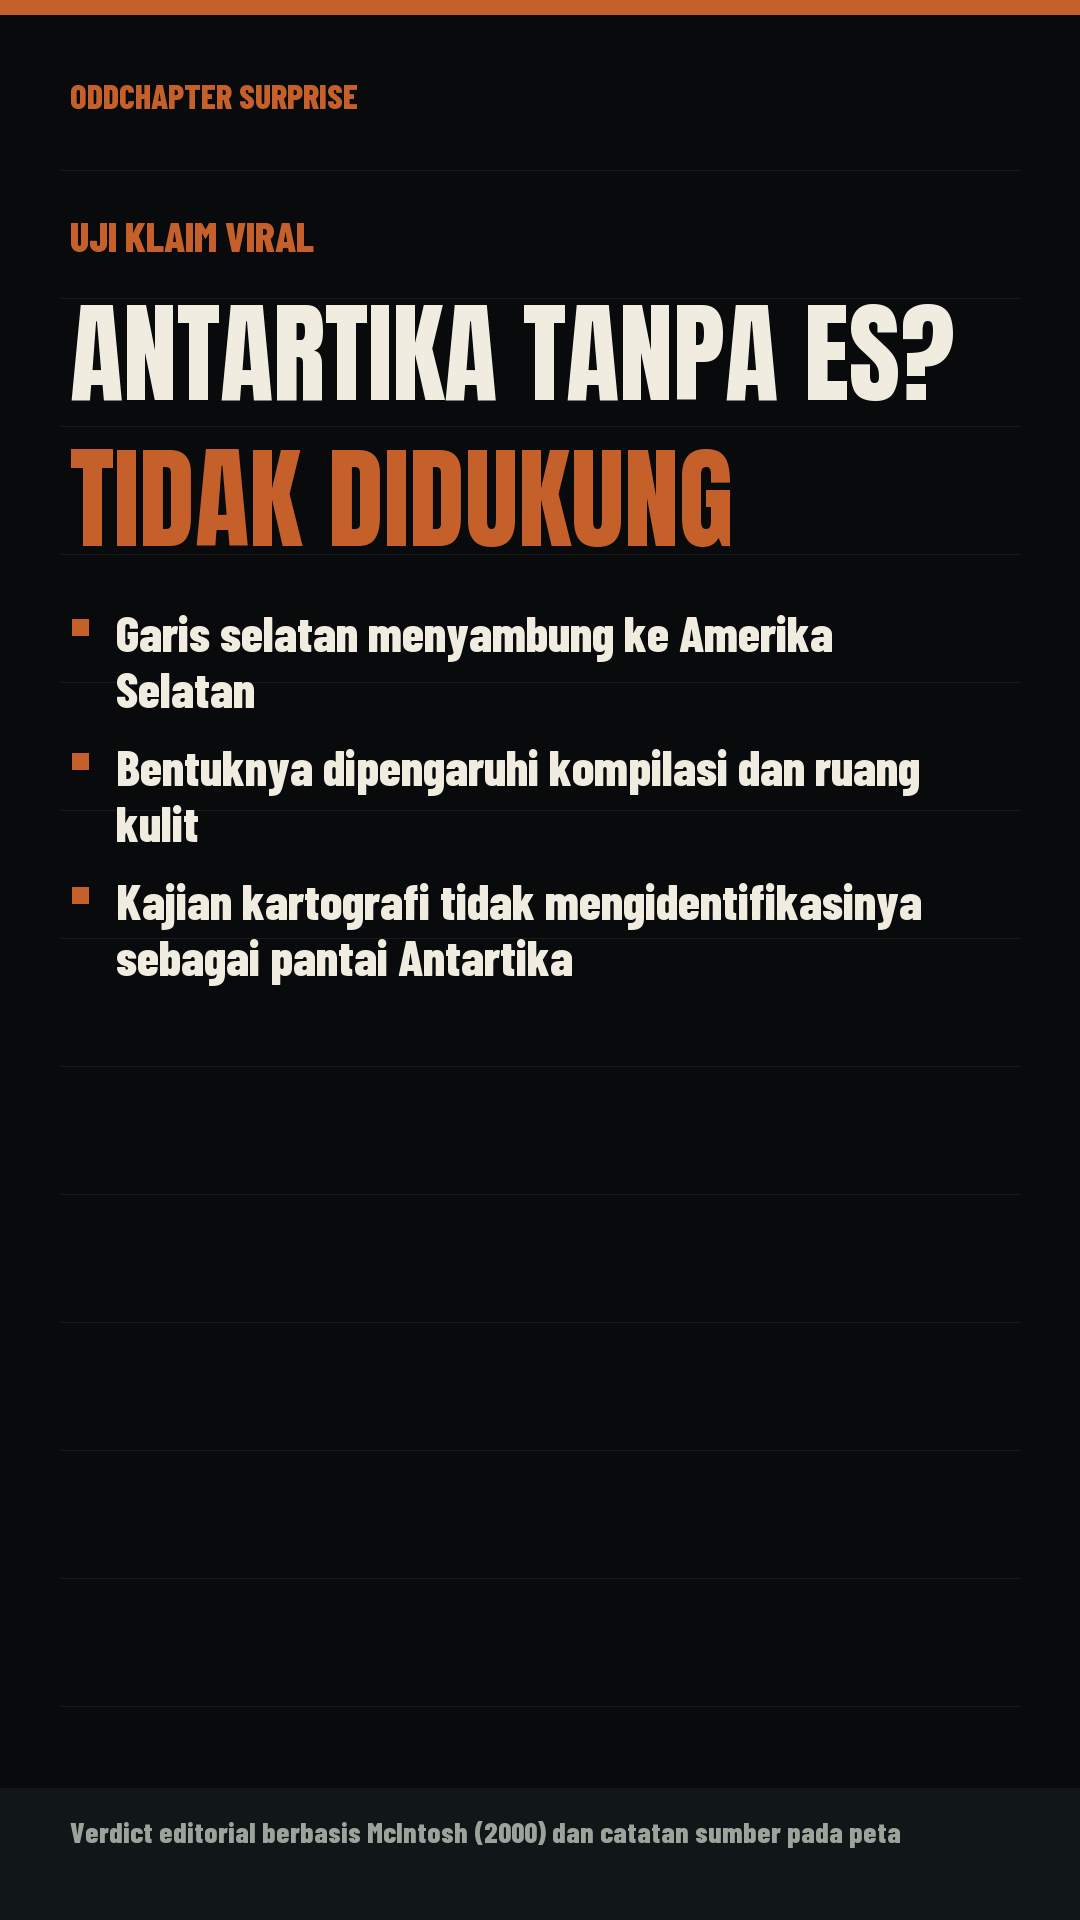 ODDCHAPTER SURPRISE
UJI KLAIM VIRAL
ANTARTIKA TANPA ES?
TIDAK DIDUKUNG
Garis selatan menyambung ke Amerika
Selatan
Bentuknya dipengaruhi kompilasi dan ruang
kulit
Kajian kartografi tidak mengidentifikasinya
sebagai pantai Antartika
Verdict editorial berbasis McIntosh (2000) dan catatan sumber pada peta